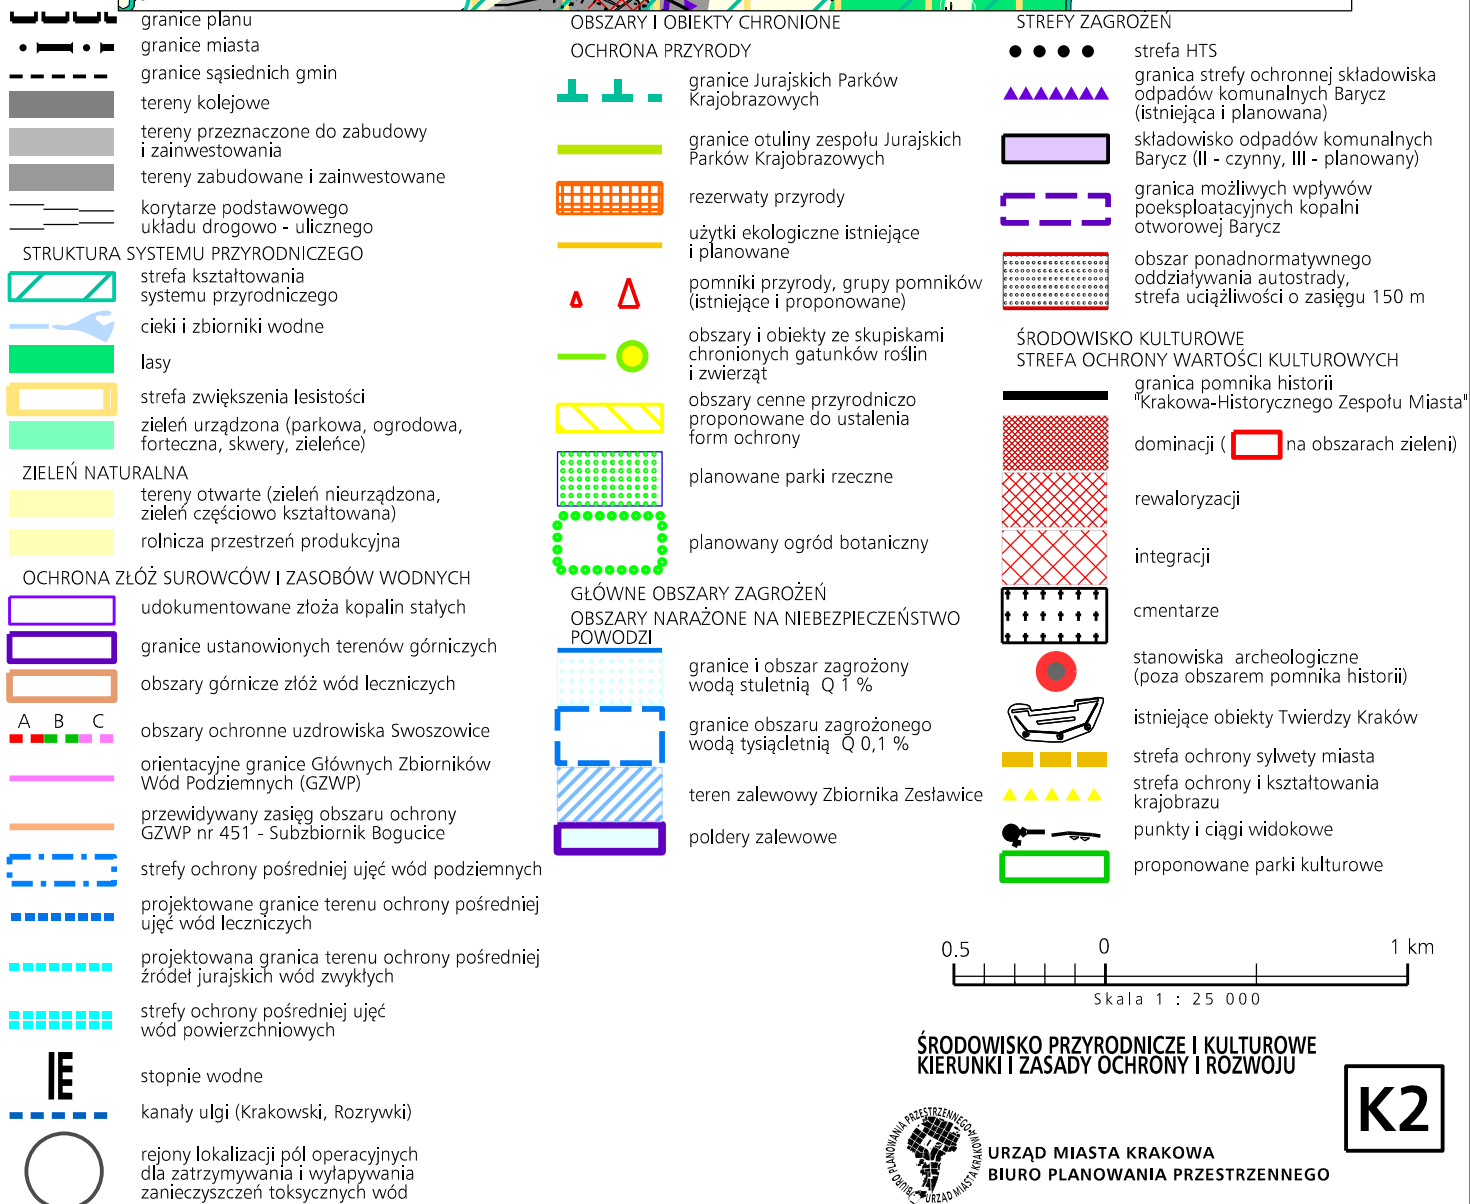 granice planu
granice miasta
granice sąsiednich gmin
tereny kolejowe
tereny przeznaczone do zabudowy
i zainwestowania
tereny zabudowane i zainwestowane
korytarze podstawowego
układu drogowo - ulicznego
STRUKTURA SYSTEMU PRZYRODNICZEGO
strefa kształtowania
systemu przyrodniczego
cieki i zbiorniki wodne
lasy
strefa zwiększenia lesistości
zieleń urządzona (parkowa, ogrodowa,
forteczna, skwery, zieleńce)
ZIELEŃ NATURALNA
tereny otwarte (zieleń nieurządzona,
zieleń częściowo kształtowana)
rolnicza przestrzeń produkcyjna
OCHRONA ZŁÓŻ SUROWCÓW I ZASOBÓW WODNYCH
udokumentowane złoża kopalin stałych
granice ustanowionych terenów górniczych
obszary górnicze złóż wód leczniczych
A B C
obszary ochronne uzdrowiska Swoszowice
orientacyjne granice Głównych Zbiorników
Wód Podziemnych (GZWP)
przewidywany zasięg obszaru ochrony
GZWP nr 451 - Subzbiornik Bogucice
strefy ochrony pośredniej ujęć wód podziemnych
projektowane granice terenu ochrony pośredniej
ujęć wód leczniczych
projektowana granica terenu ochrony pośredniej
źródeł jurajskich wód zwykłych
strefy ochrony pośredniej ujęć
wód powierzchniowych
stopnie wodne
kanały ulgi (Krakowski, Rozrywki)
rejony lokalizacji pól operacyjnych
dla zatrzymywania i wyłapywania
zanieczyszczeń toksycznych wód
OBSZARY I OBIEKTY CHRONIONE
OCHRONA PRZYRODY
granice Jurajskich Parków
Krajobrazowych
granice otuliny zespołu Jurajskich
Parków Krajobrazowych
rezerwaty przyrody
użytki ekologiczne istniejące
i planowane
pomniki przyrody, grupy pomników
(istniejące i proponowane)
obszary i obiekty ze skupiskami
chronionych gatunków roślin
i zwierząt
obszary cenne przyrodniczo
proponowane do ustalenia
form ochrony
planowane parki rzeczne
planowany ogród botaniczny
GŁÓWNE OBSZARY ZAGROŻEŃ
OBSZARY NARAŻONE NA NIEBEZPIECZEŃSTWO
POWODZI
granice i obszar zagrożony
wodą stuletnią Q 1 %
granice obszaru zagrożonego
wodą tysiącletnią Q 0,1 %
teren zalewowy Zbiornika Zesławice
poldery zalewowe
STREFY ZAGROŻEŃ
strefa HTS
granica strefy ochronnej składowiska
odpadów komunalnych Barycz
(istniejąca i planowana)
składowisko odpadów komunalnych
Barycz (II - czynny, III - planowany)
granica możliwych wpływów
poeksploatacyjnych kopalni
otworowej Barycz
obszar ponadnormatywnego
oddziaływania autostrady,
strefa uciążliwości o zasięgu 150 m
ŚRODOWISKO KULTUROWE
STREFA OCHRONY WARTOŚCI KULTUROWYCH
granica pomnika historii
"Krakowa-Historycznego Zespołu Miasta"
dominacji ( na obszarach zieleni)
rewaloryzacji
integracji
cmentarze
stanowiska archeologiczne
(poza obszarem pomnika historii)
istniejące obiekty Twierdzy Kraków
strefa ochrony sylwety miasta
strefa ochrony i kształtowania
krajobrazu
punkty i ciągi widokowe
proponowane parki kulturowe
0.5 0 1 km
Skala 1 : 25 000
ŚRODOWISKO PRZYRODNICZE I KULTUROWE
KIERUNKI I ZASADY OCHRONY I ROZWOJU
K2
BIURO PLANOWANIA PRZESTRZENNEGO
URZĄD MIASTA KRAKOWA
URZĄD MIASTA KRAKOWA
BIURO PLANOWANIA PRZESTRZENNEGO